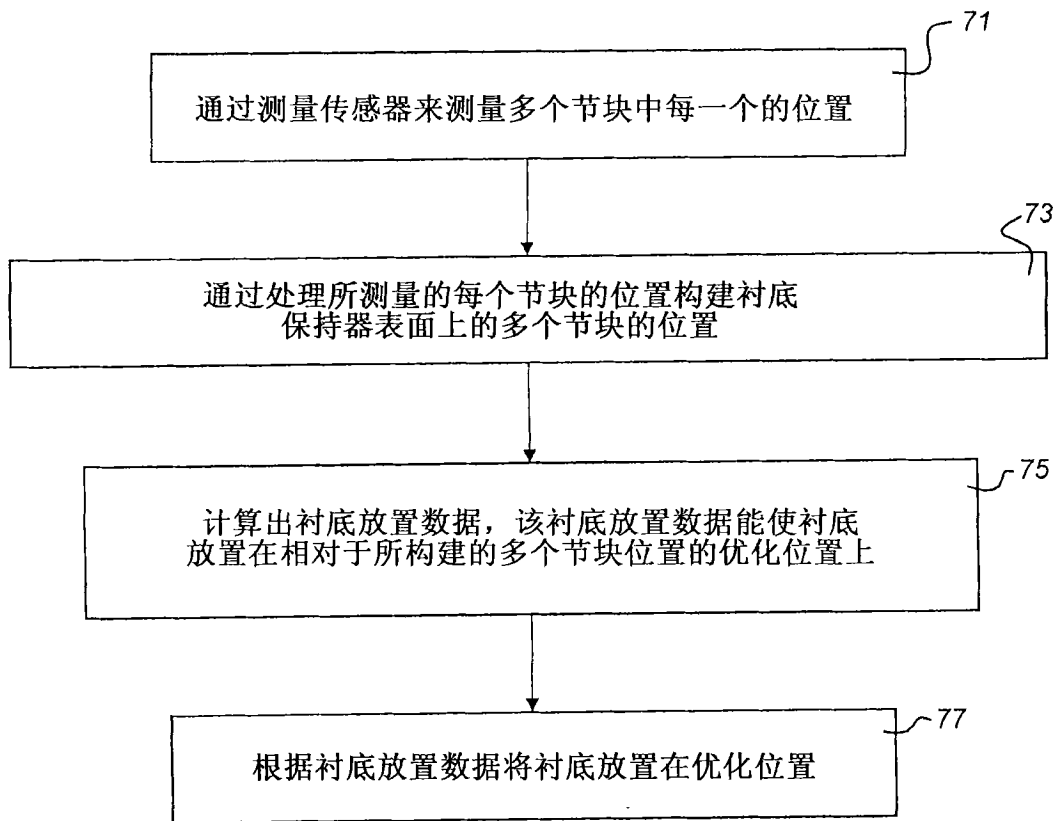 71
通过测量传感器来测量多个节块中每一个的位置
73
通过处理所测量的每个节块的位置构建衬底
保持器表面上的多个节块的位置
75
计算出衬底放置数据，该衬底放置数据能使衬底
放置在相对于所构建的多个节块位置的优化位置上
77
根据衬底放置数据将衬底放置在优化位置